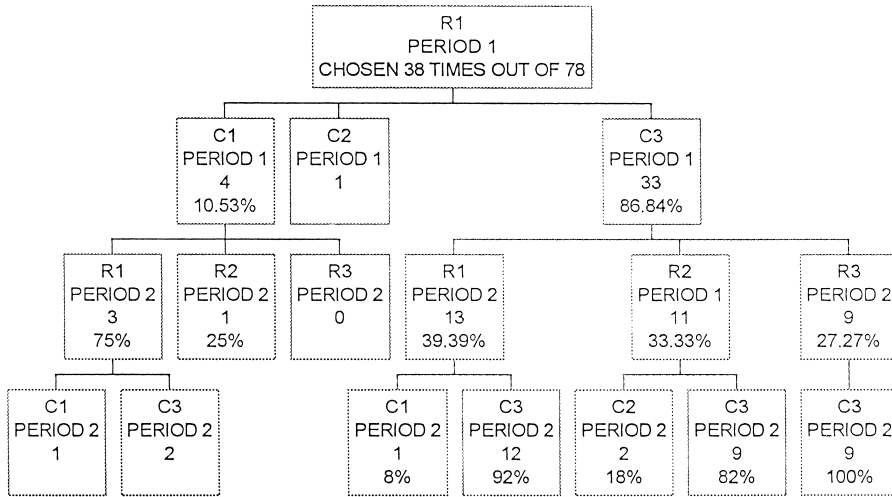 R1
PERIOD 1
CHOSEN 38 TIMES OUT OF 78
C1
PERIOD 1
4
10.53%
C2
PERIOD 1
1
C3
PERIOD 1
33
86.84%
R1
PERIOD 2
3
75%
R2
PERIOD 2
1
25%
R3
PERIOD 2
0
R1
PERIOD 2
13
39.39%
R2
PERIOD 1
11
33.33%
R3
PERIOD 2
9
27.27%
C1
PERIOD 2
1
C3
PERIOD 2
2
C1
PERIOD 2
1
8%
C3
PERIOD 2
12
92%
C2
PERIOD 2
2
18%
C3
PERIOD 2
9
82%
C3
PERIOD 2
9
100%